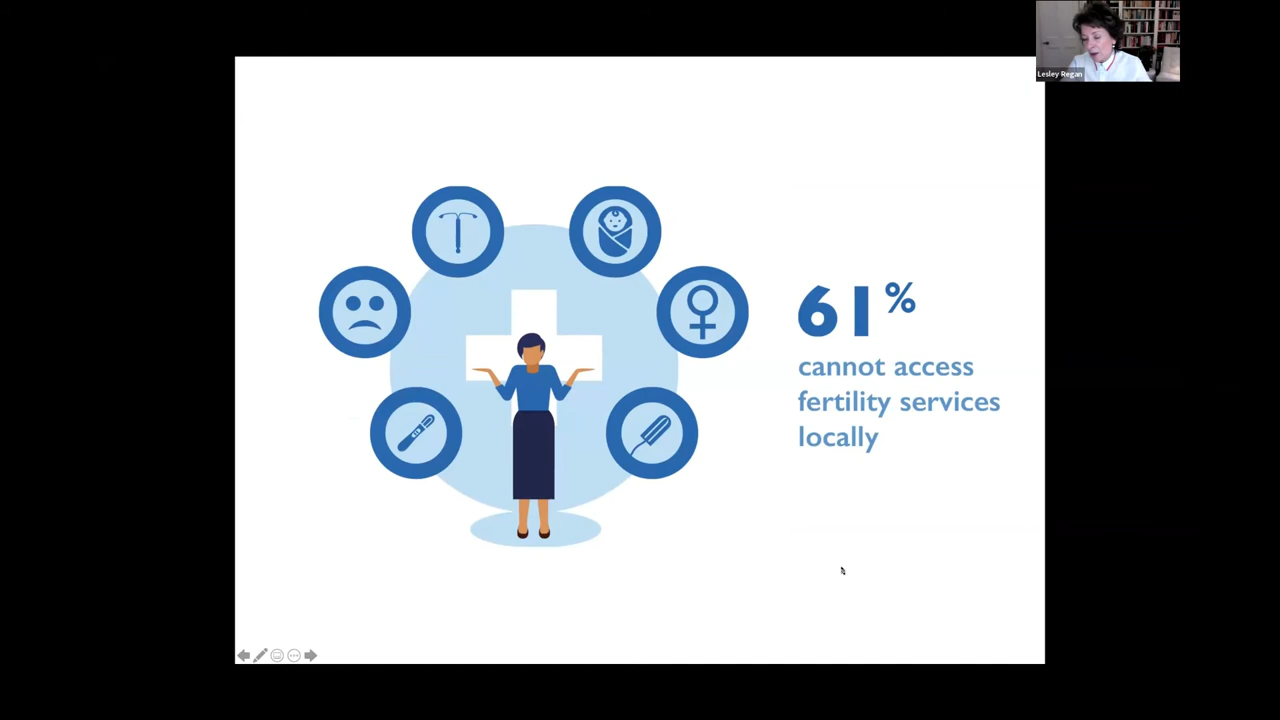 Lesley Regan
61%
cannot access
fertility services
locally